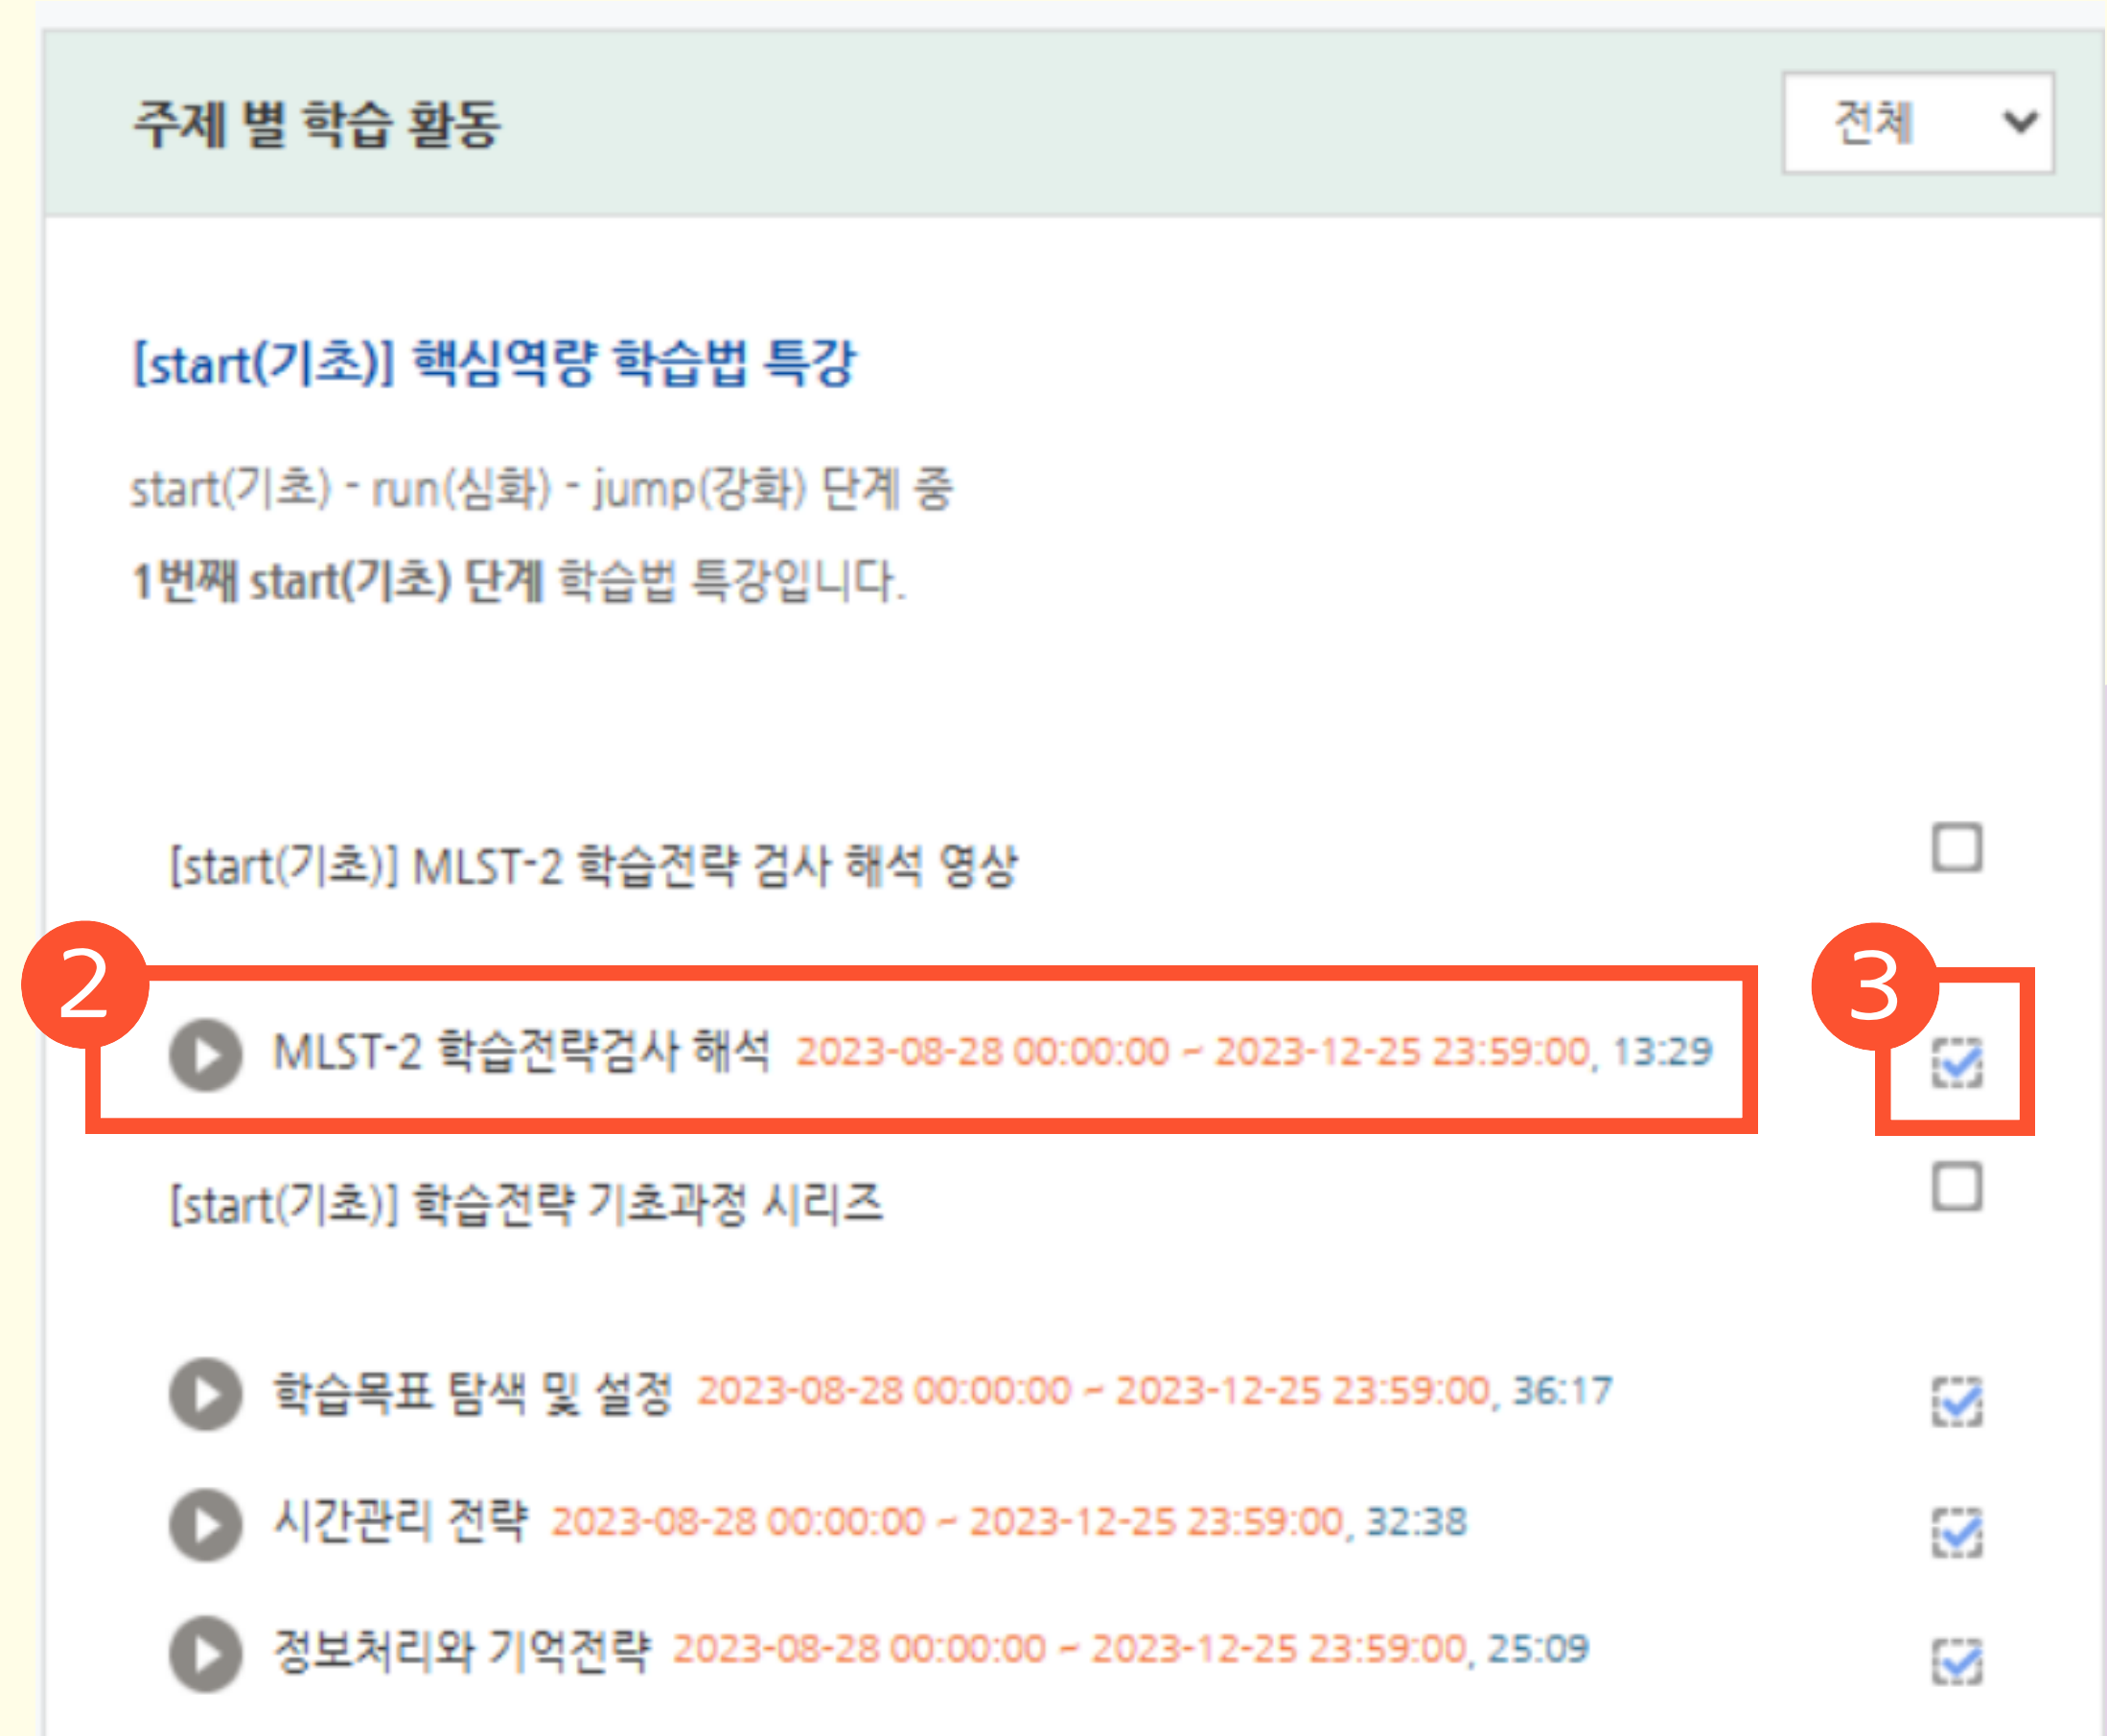 주제 별 학습 활동
전체
[start(기초)] 핵심역량 학습법 특강
start(기초) - run(심화) - jump(강화) 단계 중
1번째 start(기초) 단계 학습법 특강입니다.
[start(기초)] MLST-2 학습전략 검사 해석 영상
2
3
MLST-2 학습전략검사 해석 2023-08-28 00:00:00 ~ 2023-12-25 23:59:00, 13:29
[start(기초)] 학습전략 기초과정 시리즈
학습목표 탐색 및 설정 2023-08-28 00:00:00 ~ 2023-12-25 23:59:00, 36:17
시간관리 전략 2023-08-28 00:00:00 ~ 2023-12-25 23:59:00, 32:38
정보처리와 기억전략 2023-08-28 00:00:00 ~ 2023-12-25 23:59:00, 25:09